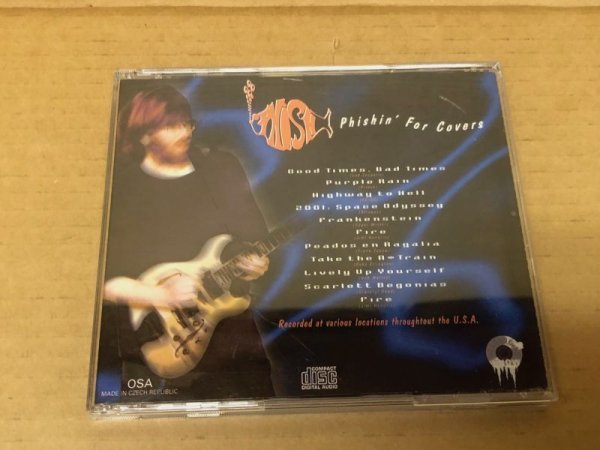 PHISH
Phishin' For Covers
Good Times, Bad Times
Purple Rain
Highway to Hell
2001: Space Odyssey
Frankenstein
Fire
Peados en Ragalia
Take the A-Train
Lively Up Yourself
Scarlett Begonias
Fire
Recorded at various locations throughtout the U.S.A.
COMPACT
disc
DIGITAL AUDIO
OSA
MADE IN CZECH REPUBLIC